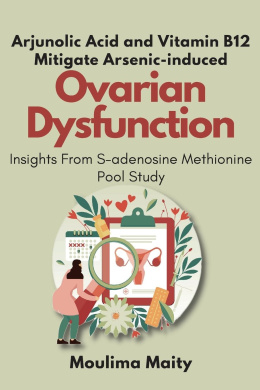 Arjunolic Acid and Vitamin B12
Mitigate Arsenic-induced
Ovarian
Dysfunction
Insights From S-adenosine Methionine
Pool Study
Moulima Maity